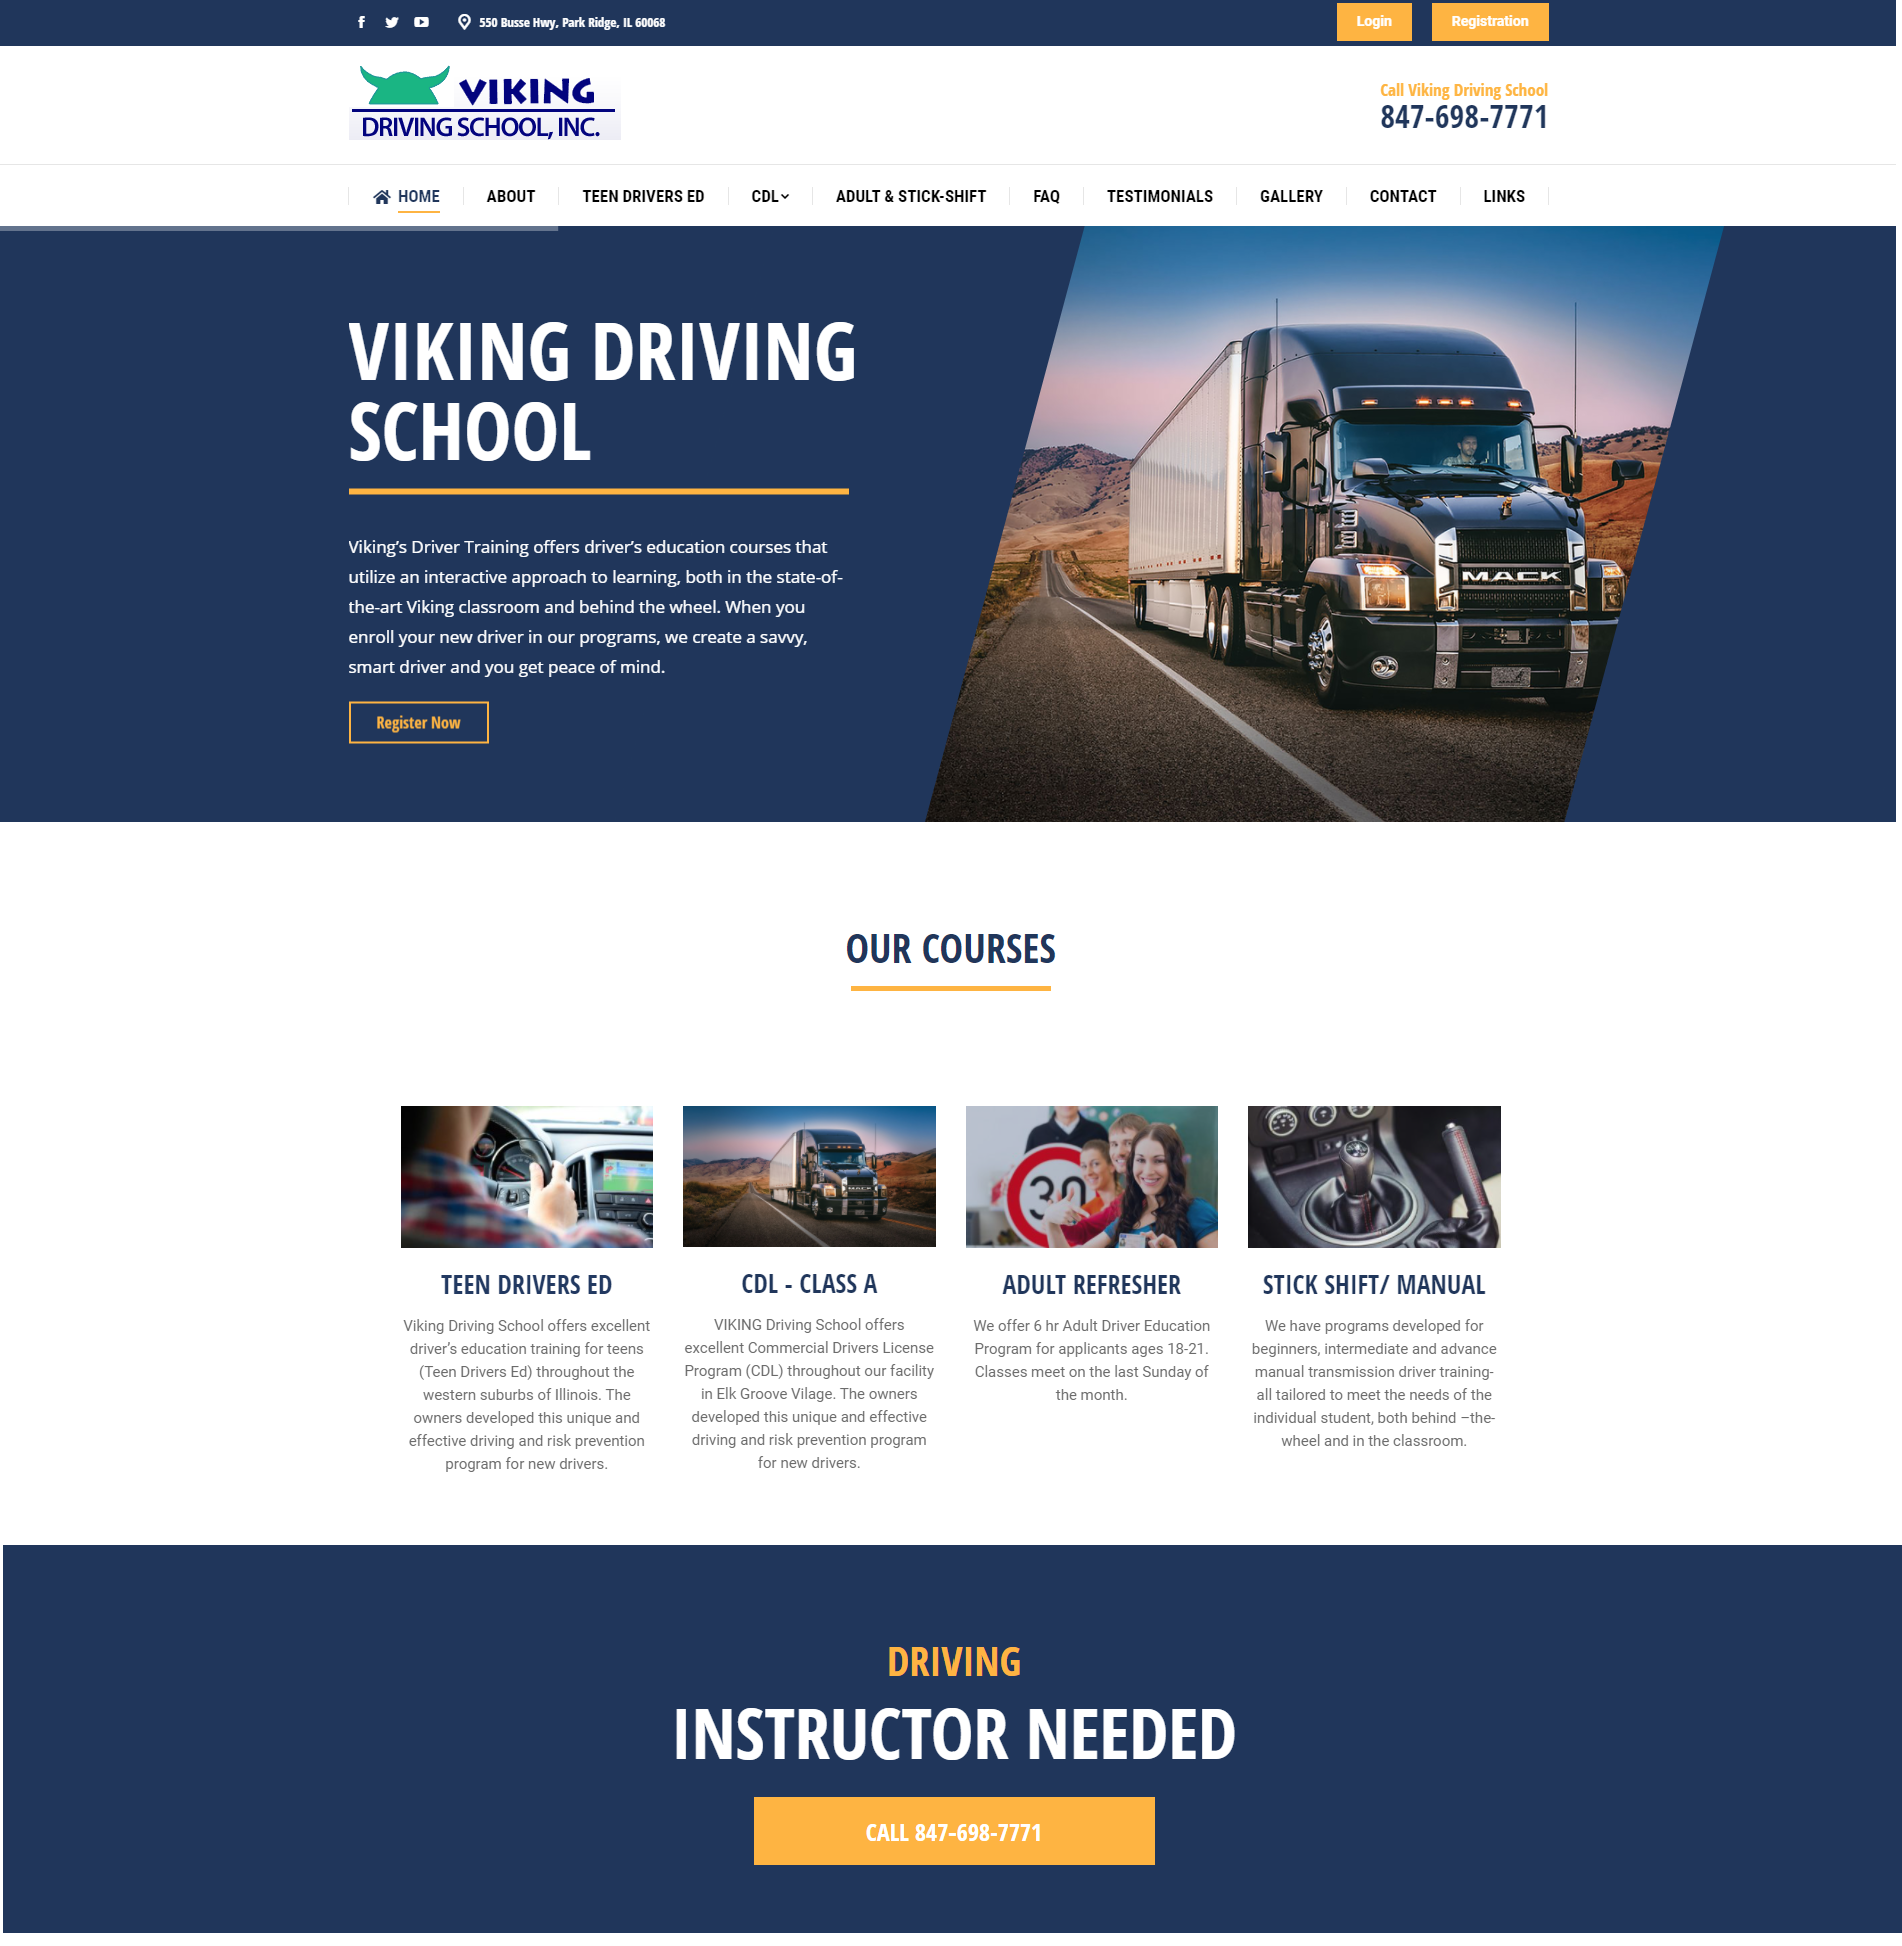 550 Busse Hwy, Park Ridge, IL 60068
Login
Registration
VIKING
DRIVING SCHOOL, INC.
Call Viking Driving School
847-698-7771
HOME
ABOUT
TEEN DRIVERS ED
CDL
ADULT & STICK-SHIFT
FAQ
TESTIMONIALS
GALLERY
CONTACT
LINKS
VIKING DRIVING
SCHOOL
Viking’s Driver Training offers driver’s education courses that
utilize an interactive approach to learning, both in the state-of-
the-art Viking classroom and behind the wheel. When you
enroll your new driver in our programs, we create a savvy,
smart driver and you get peace of mind.
Register Now
MACK
OUR COURSES
MACK
30
TEEN DRIVERS ED
Viking Driving School offers excellent
driver’s education training for teens
(Teen Drivers Ed) throughout the
western suburbs of Illinois. The
owners developed this unique and
effective driving and risk prevention
program for new drivers.
CDL - CLASS A
VIKING Driving School offers
excellent Commercial Drivers License
Program (CDL) throughout our facility
in Elk Groove Vilage. The owners
developed this unique and effective
driving and risk prevention program
for new drivers.
ADULT REFRESHER
We offer 6 hr Adult Driver Education
Program for applicants ages 18-21.
Classes meet on the last Sunday of
the month.
STICK SHIFT/ MANUAL
We have programs developed for
beginners, intermediate and advance
manual transmission driver training-
all tailored to meet the needs of the
individual student, both behind –the-
wheel and in the classroom.
DRIVING
INSTRUCTOR NEEDED
CALL 847-698-7771